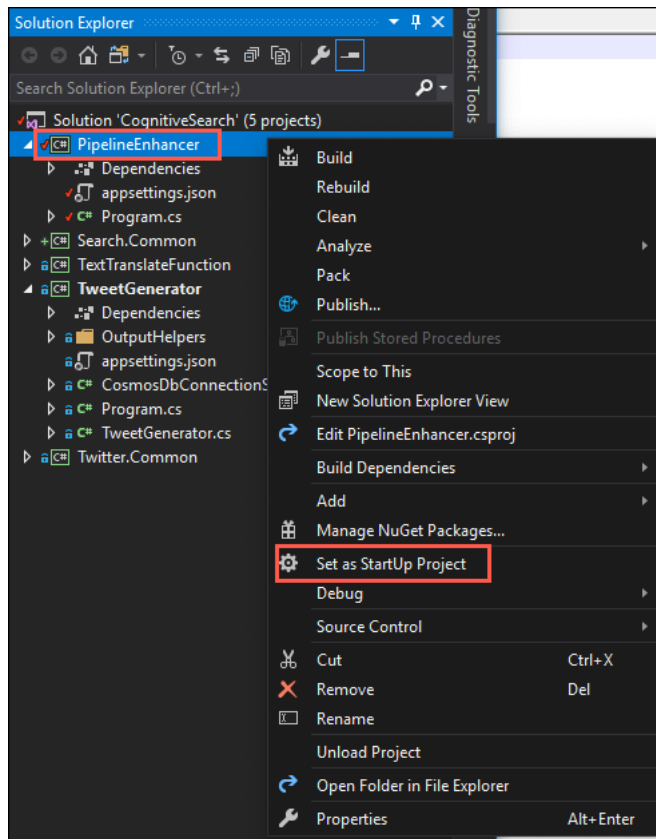 Solution Explorer
Search Solution Explorer (Ctrl+;)
Solution 'CognitiveSearch' (5 projects)
C# PipelineEnhancer
Dependencies
appsettings.json
C# Program.cs
C# Search.Common
C# TextTranslateFunction
C# TweetGenerator
Dependencies
OutputHelpers
appsettings.json
C# CosmosDbConnectionS
C# Program.cs
C# TweetGenerator.cs
C# Twitter.Common
Diagnostic Tools
Build
Rebuild
Clean
Analyze
Pack
Publish...
Publish Stored Procedures
Scope to This
New Solution Explorer View
Edit PipelineEnhancer.csproj
Build Dependencies
Add
Manage NuGet Packages...
Set as StartUp Project
Debug
Source Control
Cut Ctrl+X
Remove Del
Rename
Unload Project
Open Folder in File Explorer
Properties Alt+Enter